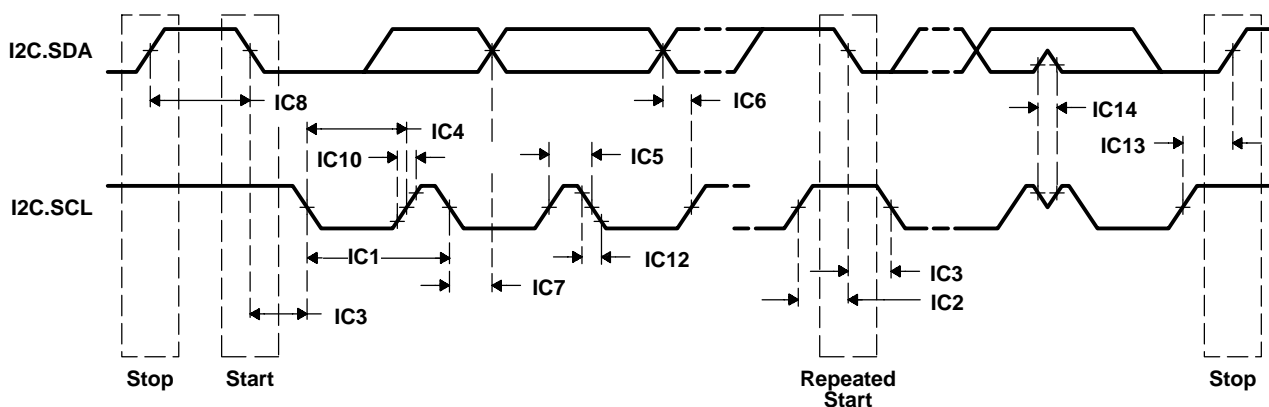 I2C.SDA
IC8
IC6
IC14
IC4
IC10
IC5
IC13
I2C.SCL
IC1
IC12
IC7
IC3
IC3
IC2
Stop
Start
Repeated
Start
Stop